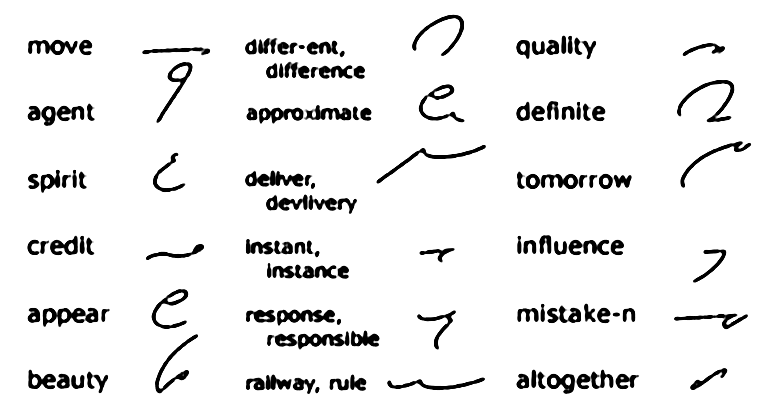 move differ-ent, quality
difference
agent approximate definite
spirit deliver, tomorrow
devlivery
credit instant, influence
instance
appear response, mistake-n
responsible
beauty railway, rule altogether